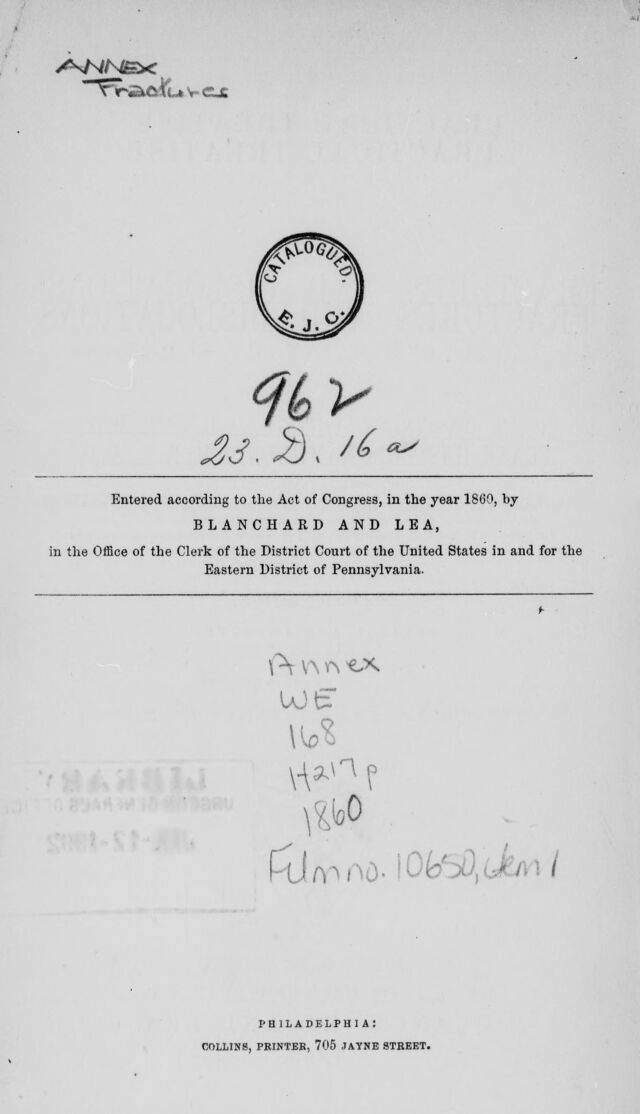 ANNEX
Fractures
CATALOGUED.
E. J. C.
962
23. D. 16 a
Entered according to the Act of Congress, in the year 1860, by
BLANCHARD AND LEA,
in the Office of the Clerk of the District Court of the United States in and for the
Eastern District of Pennsylvania.
Annex
WE
168
H217p
1860
Film no. 10650, item 1
PHILADELPHIA:
COLLINS, PRINTER, 705 JAYNE STREET.